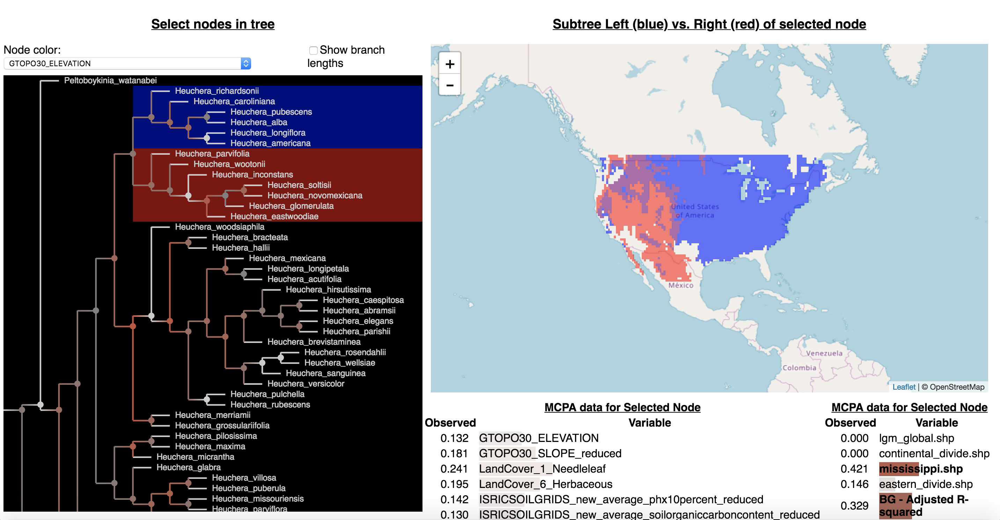 Select nodes in tree
Node color:
Show branch
lengths
GTOPO30_ELEVATION
Peltoboykinia_watanabei
Heuchera_richardsonii
Heuchera_caroliniana
Heuchera_pubescens
Heuchera_alba
Heuchera_longiflora
Heuchera_americana
Heuchera_parvifolia
Heuchera_wootonii
Heuchera_inconstans
Heuchera_soltisii
Heuchera_novomexicana
Heuchera_glomerulata
Heuchera_eastwoodiae
Heuchera_woodsiaphila
Heuchera_bracteata
Heuchera_hallii
Heuchera_mexicana
Heuchera_longipetala
Heuchera_acutifolia
Heuchera_hirsutissima
Heuchera_caespitosa
Heuchera_abramsii
Heuchera_elegans
Heuchera_parishii
Heuchera_brevistaminea
Heuchera_rosendahlii
Heuchera_wellsiae
Heuchera_sanguinea
Heuchera_versicolor
Heuchera_pulchella
Heuchera_rubescens
Heuchera_merriamii
Heuchera_grossulariifolia
Heuchera_pilosissima
Heuchera_maxima
Heuchera_micrantha
Heuchera_glabra
Heuchera_villosa
Heuchera_puberula
Heuchera_missouriensis
Heuchera_parviflora
Subtree Left (blue) vs. Right (red) of selected node
+
−
United States
of America
México
Venezuela
Colombia
Leaflet | © OpenStreetMap
MCPA data for Selected Node
Observed Variable
0.132 GTOPO30_ELEVATION
0.181 GTOPO30_SLOPE_reduced
0.241 LandCover_1_Needleleaf
0.195 LandCover_6_Herbaceous
0.142 ISRICSOILGRIDS_new_average_phx10percent_reduced
0.130 ISRICSOILGRIDS_new_average_soilorganiccarboncontent_reduced
MCPA data for Selected Node
Observed Variable
0.000 lgm_global.shp
0.000 continental_divide.shp
0.421 mississippi.shp
0.146 eastern_divide.shp
0.329 BG - Adjusted R-
squared